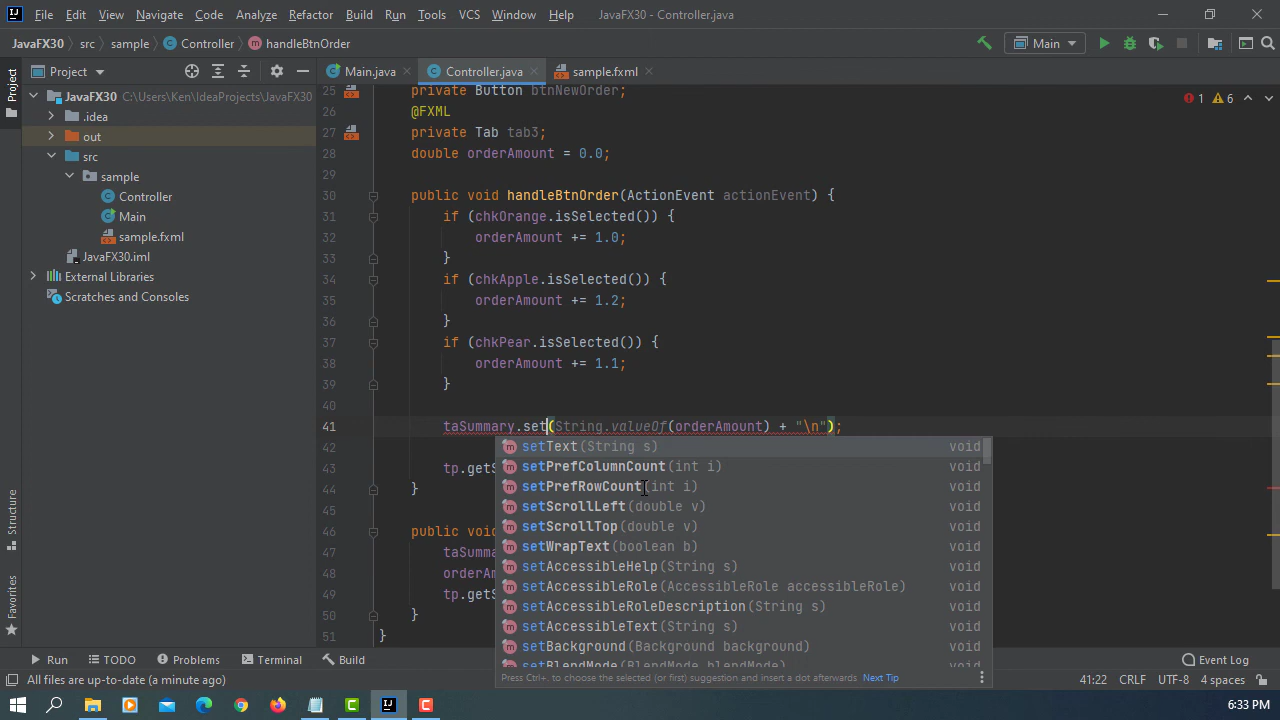 File Edit View Navigate Code Analyze Refactor Build Run Tools VCS Window Help JavaFX30 - Controller.java
JavaFX30 src sample Controller handleBtnOrder Main
Project Main.java Controller.java sample.fxml
Project
JavaFX30 C:\Users\Ken\IdeaProjects\JavaFX30
.idea
out
src
sample
Controller
Main
sample.fxml
JavaFX30.iml
External Libraries
Scratches and Consoles
Structure
Favorites
1 6
25 private Button btnNewOrder;
26 @FXML
27 private Tab tab3;
28 double orderAmount = 0.0;
29
30 public void handleBtnOrder(ActionEvent actionEvent) {
31 if (chkOrange.isSelected()) {
32 orderAmount += 1.0;
33 }
34 if (chkApple.isSelected()) {
35 orderAmount += 1.2;
36 }
37 if (chkPear.isSelected()) {
38 orderAmount += 1.1;
39 }
40
41 taSummary.set(String.valueOf(orderAmount) + "\n");
42
43 tp.getS
44 }
45
46 public void
47 taSumma
48 orderAm
49 tp.getS
50 }
51 }
setText(String s) void
setPrefColumnCount(int i) void
setPrefRowCount(int i) void
setScrollLeft(double v) void
setScrollTop(double v) void
setWrapText(boolean b) void
setAccessibleHelp(String s) void
setAccessibleRole(AccessibleRole accessibleRole) void
setAccessibleRoleDescription(String s) void
setAccessibleText(String s) void
setBackground(Background background) void
setBlendMode(BlendMode blendMode) void
Press Ctrl+. to choose the selected (or first) suggestion and insert a dot afterwards Next Tip
Run TODO Problems Terminal Build Event Log
All files are up-to-date (a minute ago) 41:22 CRLF UTF-8 4 spaces
6:33 PM